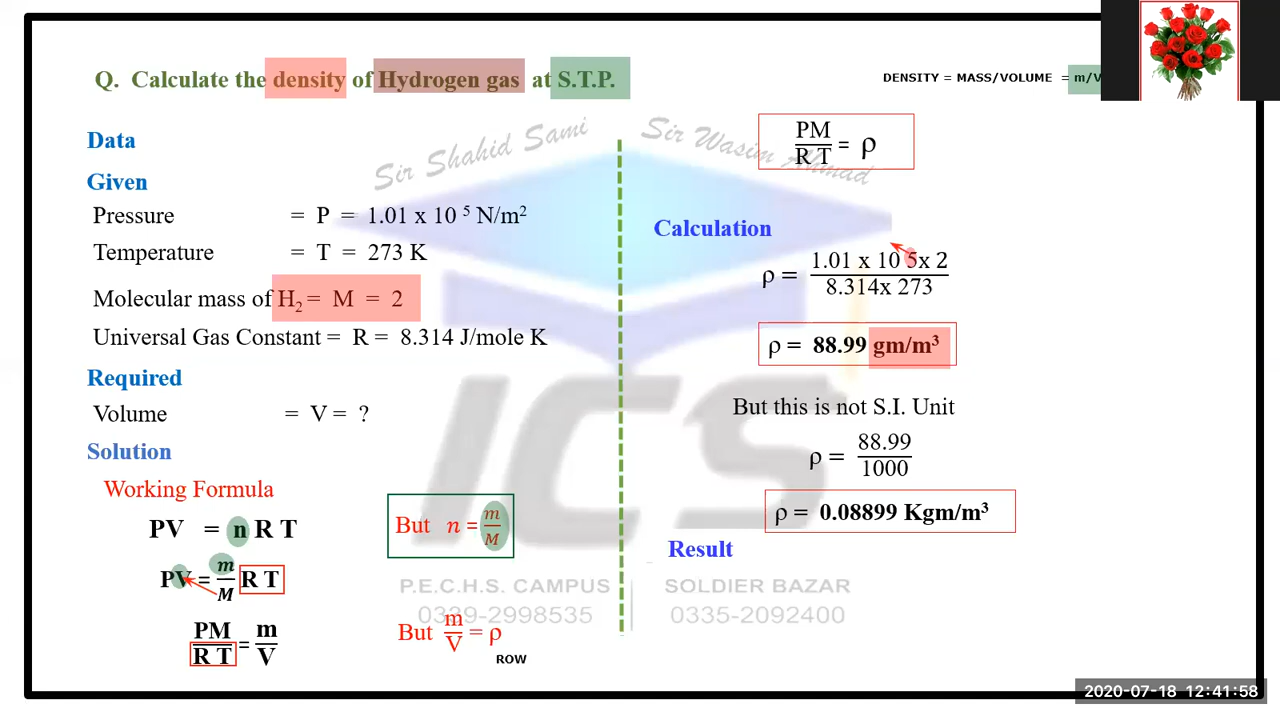 Q. Calculate the density of Hydrogen gas at S.T.P.
DENSITY = MASS/VOLUME = m/V
Data
Given
Pressure = P = 1.01 x 10 ⁵ N/m²
Temperature = T = 273 K
Molecular mass of H₂ = M = 2
Universal Gas Constant = R = 8.314 J/mole K
Required
Volume = V = ?
Solution
Working Formula
PV = n R T
But n = m/M
PV = m/M R T
PM/R T = m/V
But m/V = ρ
ROW
Sir Shahid Sami
Sir Wasim Ahmad
PM/R T = ρ
Calculation
ρ = 1.01 x 10 5x 2/8.314x 273
ρ = 88.99 gm/m³
But this is not S.I. Unit
ρ = 88.99/1000
ρ = 0.08899 Kgm/m³
Result
ICS
P.E.C.H.S. CAMPUS
0339-2998535
SOLDIER BAZAR
0335-2092400
2020-07-18 12:41:58